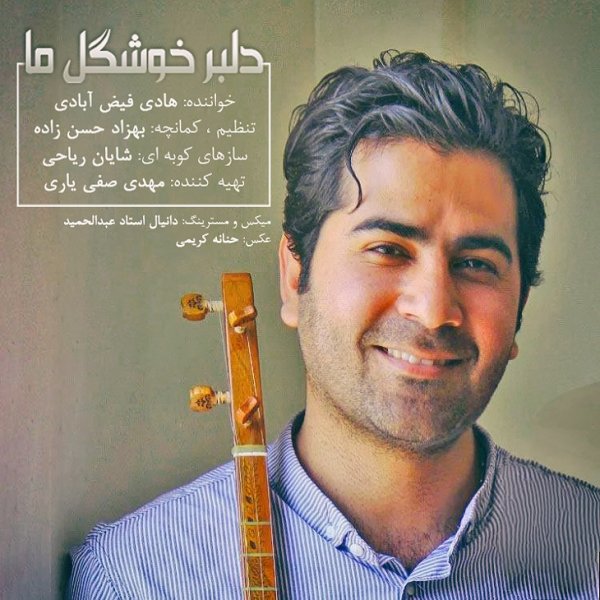 دلبر خوشگل ما
خواننده: هادی فیض آبادی
تنظیم ، کمانچه: بهزاد حسن زاده
سازهای کوبه ای: شایان ریاحی
تهیه کننده: مهدی صفی یاری
میکس و مسترینگ: دانیال استاد عبدالحمید
عکس: حنانه کریمی